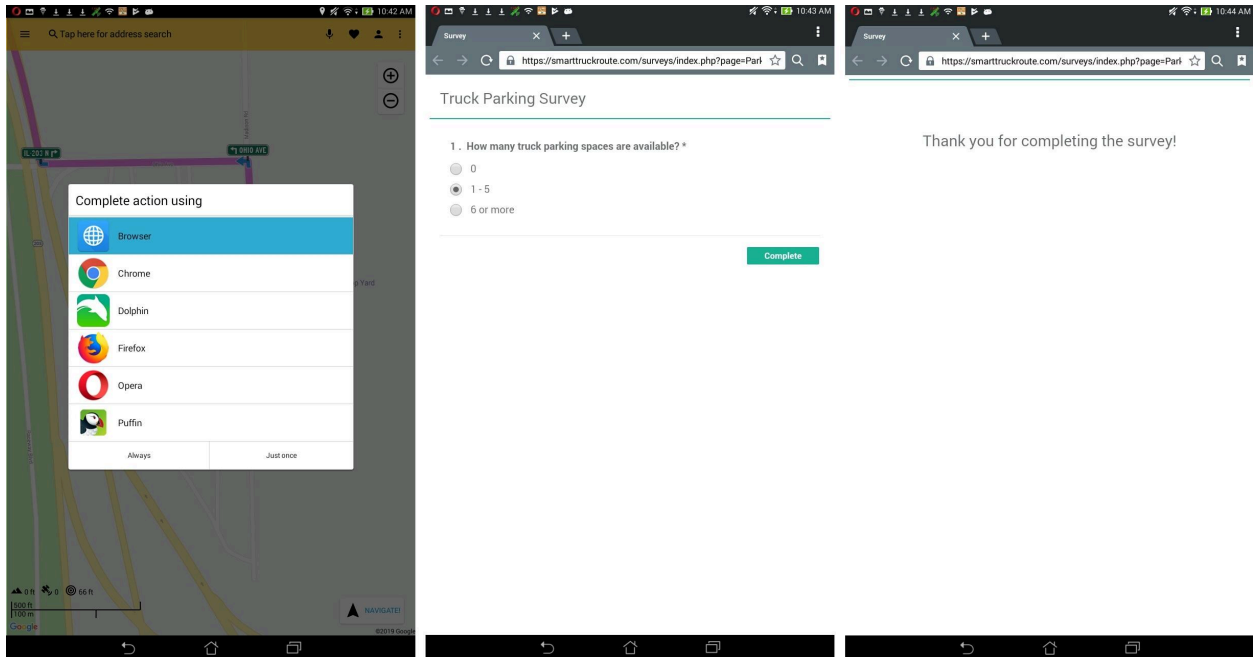 10:42 AM
Tap here for address search
IL-203 N
OHIO AVE
Complete action using
Browser
Chrome
Dolphin
Firefox
Opera
Puffin
Always
Just once
Yard
0 ft
0
66 ft
500 ft
100 m
NAVIGATE!
Google
©2019 Google
10:43 AM
Survey
https://smarttruckroute.com/surveys/index.php?page=Park
Truck Parking Survey
1 . How many truck parking spaces are available? *
0
1 - 5
6 or more
Complete
10:44 AM
Survey
https://smarttruckroute.com/surveys/index.php?page=Park
Thank you for completing the survey!